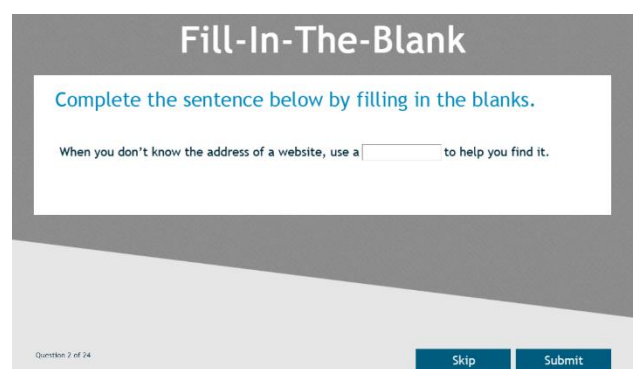 Fill-In-The-Blank
Complete the sentence below by filling in the blanks.
When you don't know the address of a website, use a to help you find it.
Question 2 of 24
Skip Submit